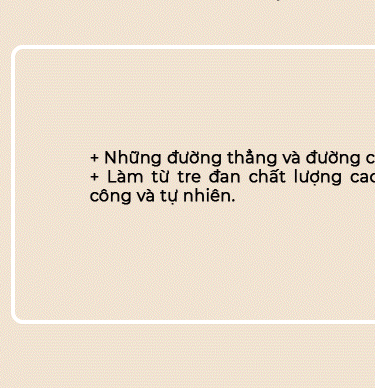 + Những đường thẳng và đường c
+ Làm từ tre đan chất lượng cao
công và tự nhiên.